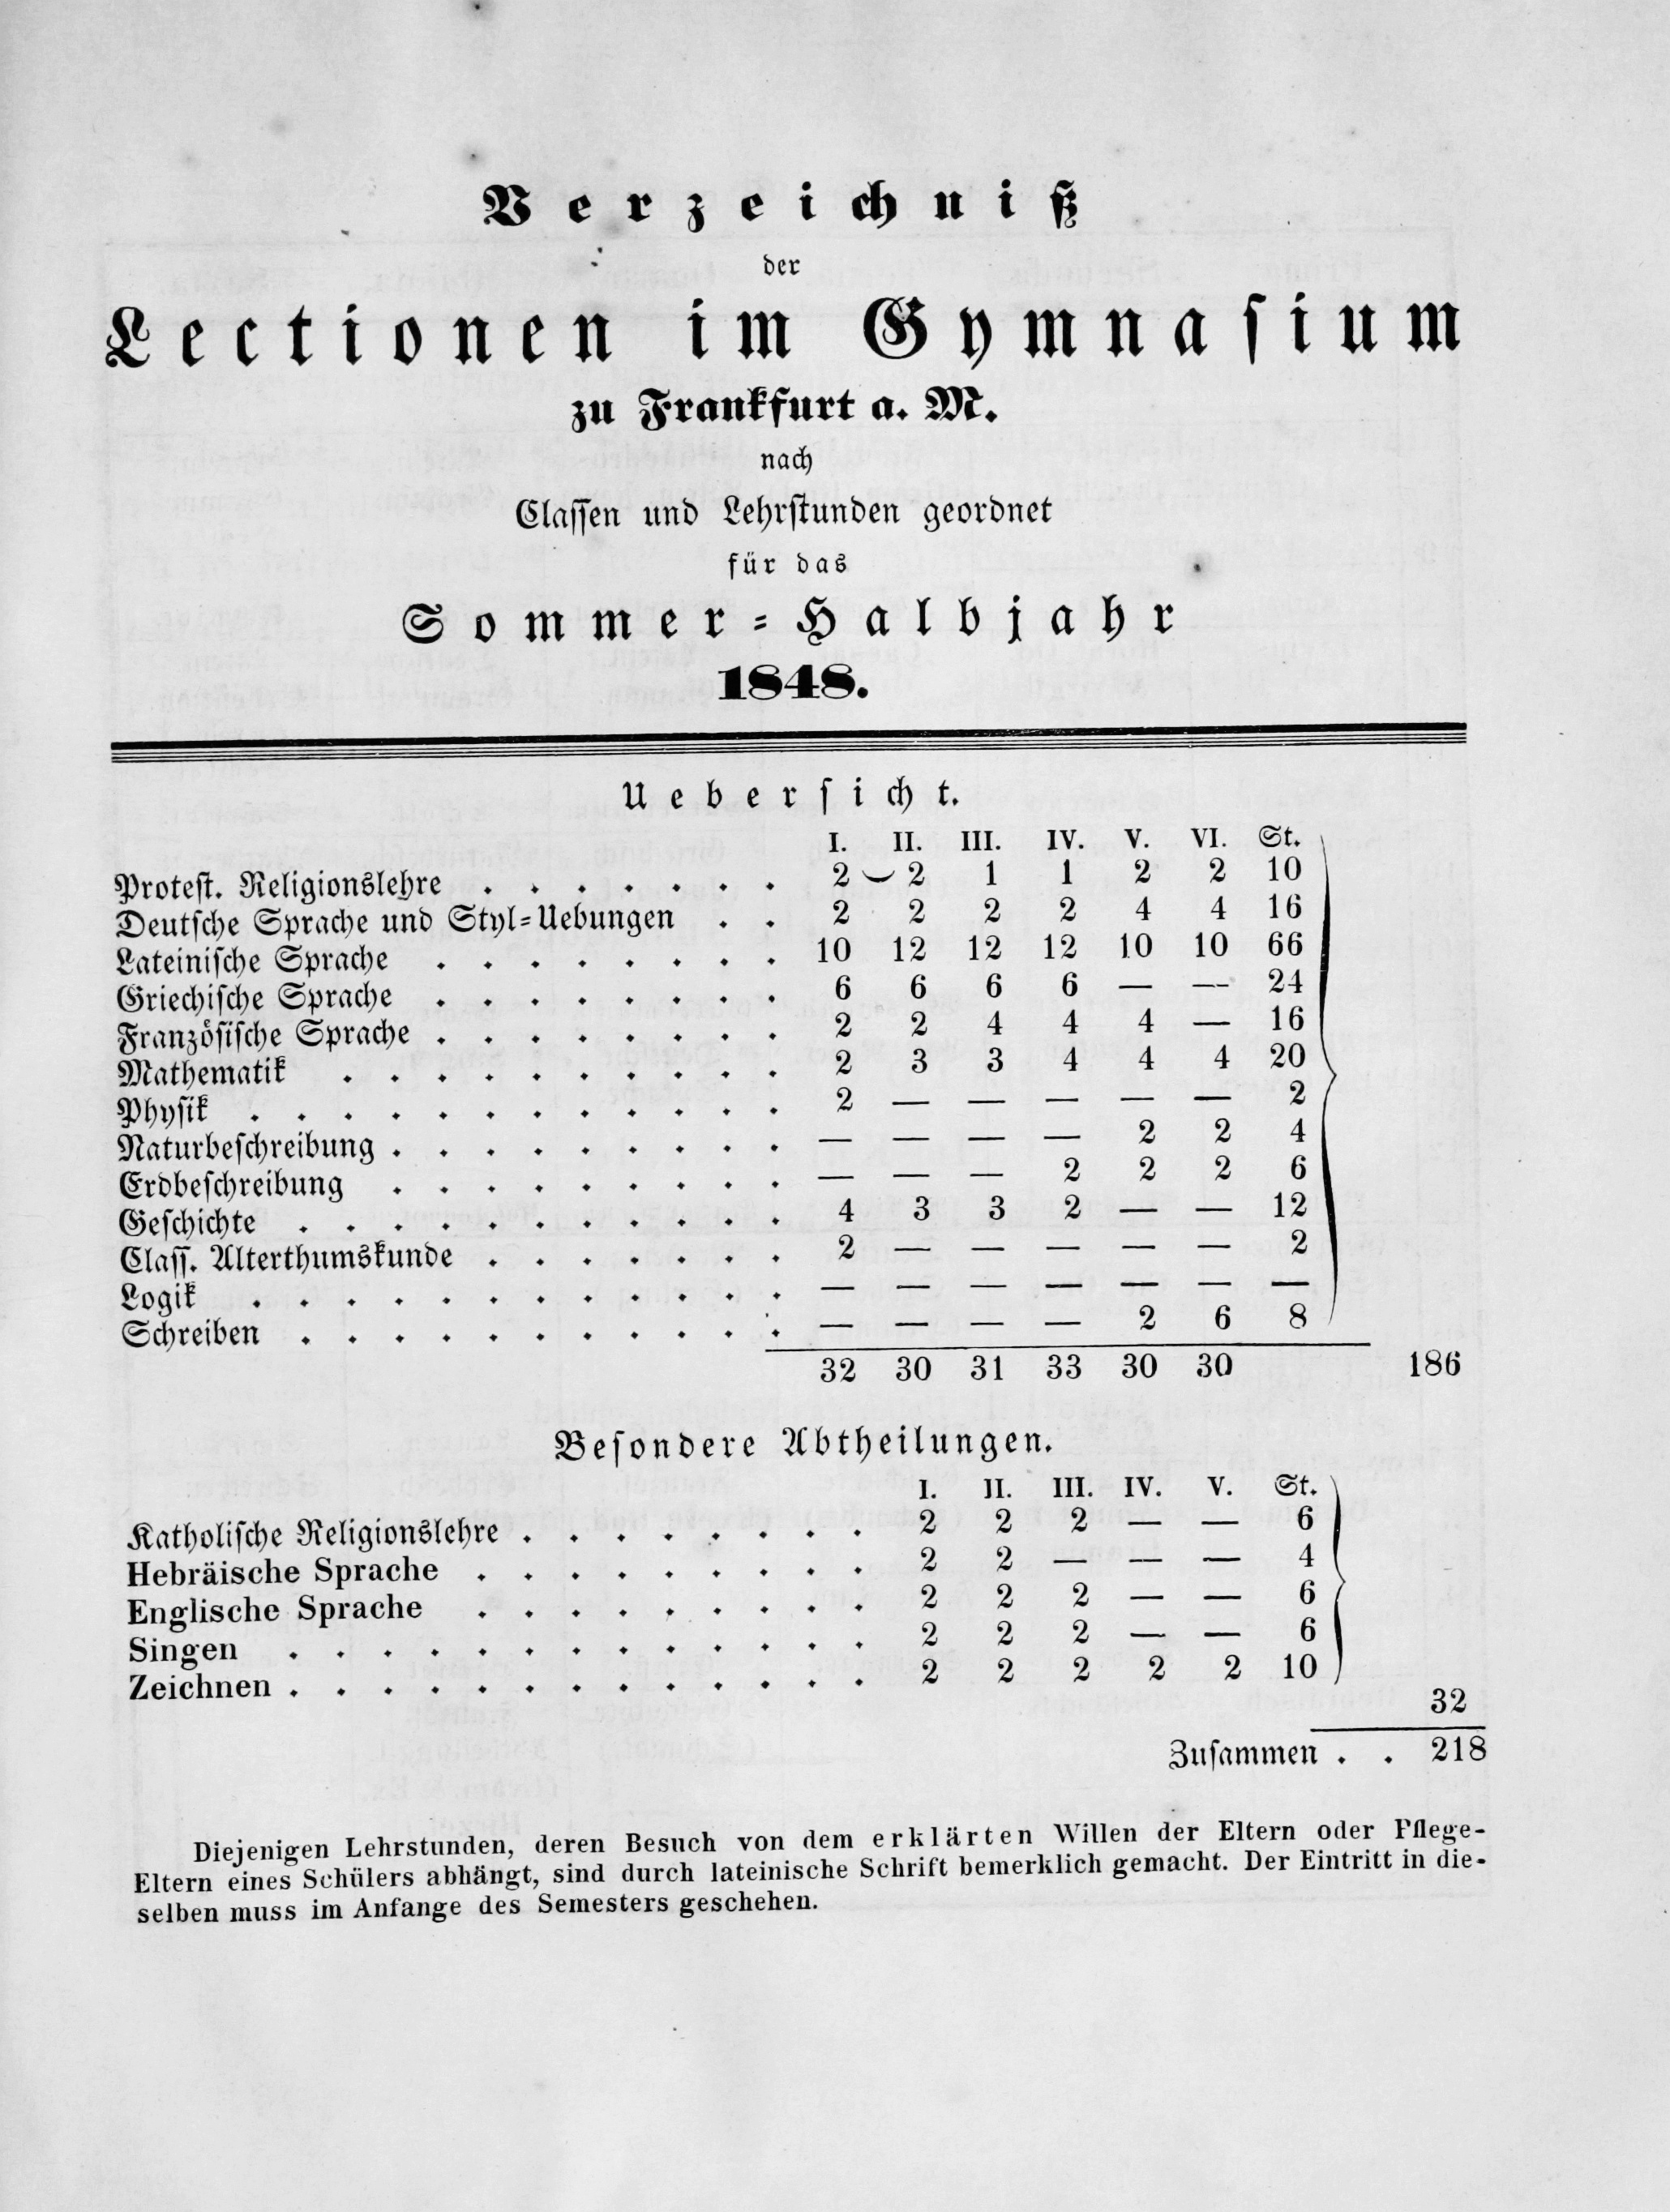 Verzeichniß
der
Lectionen im Gymnasium
zu Frankfurt a. M.
nach
Classen und Lehrstunden geordnet
für das
Sommer-Halbjahr
1848.
Uebersicht.
I. II. III. IV. V. VI. St.
Protest. Religionslehre . . . . . . . 2 ⏝ 2 1 1 2 2 10
Deutsche Sprache und Styl-Uebungen . . 2 2 2 2 4 4 16
Lateinische Sprache . . . . . . . . 10 12 12 12 10 10 66
Griechische Sprache . . . . . . . . 6 6 6 6 — — 24
Französische Sprache . . . . . . . . 2 2 4 4 4 — 16
Mathematik . . . . . . . . . . 2 3 3 4 4 4 20
Physik . . . . . . . . . . . . 2 — — — — — 2
Naturbeschreibung . . . . . . . . . — — — — 2 2 4
Erdbeschreibung . . . . . . . . . — — — 2 2 2 6
Geschichte . . . . . . . . . . . 4 3 3 2 — — 12
Class. Alterthumskunde . . . . . . . 2 — — — — — 2
Logik . . . . . . . . . . . . — — — — — — —
Schreiben . . . . . . . . . . . — — — — 2 6 8
32 30 31 33 30 30 186
Besondere Abtheilungen.
I. II. III. IV. V. St.
Katholische Religionslehre . . . . . . . . 2 2 2 — — 6
Hebräische Sprache . . . . . . . . . 2 2 — — — 4
Englische Sprache . . . . . . . . . 2 2 2 — — 6
Singen . . . . . . . . . . . . . 2 2 2 — — 6
Zeichnen . . . . . . . . . . . . . 2 2 2 2 2 10
32
Zusammen . . 218
Diejenigen Lehrstunden, deren Besuch von dem erklärten Willen der Eltern oder Pflege-
Eltern eines Schülers abhängt, sind durch lateinische Schrift bemerklich gemacht. Der Eintritt in die-
selben muss im Anfange des Semesters geschehen.